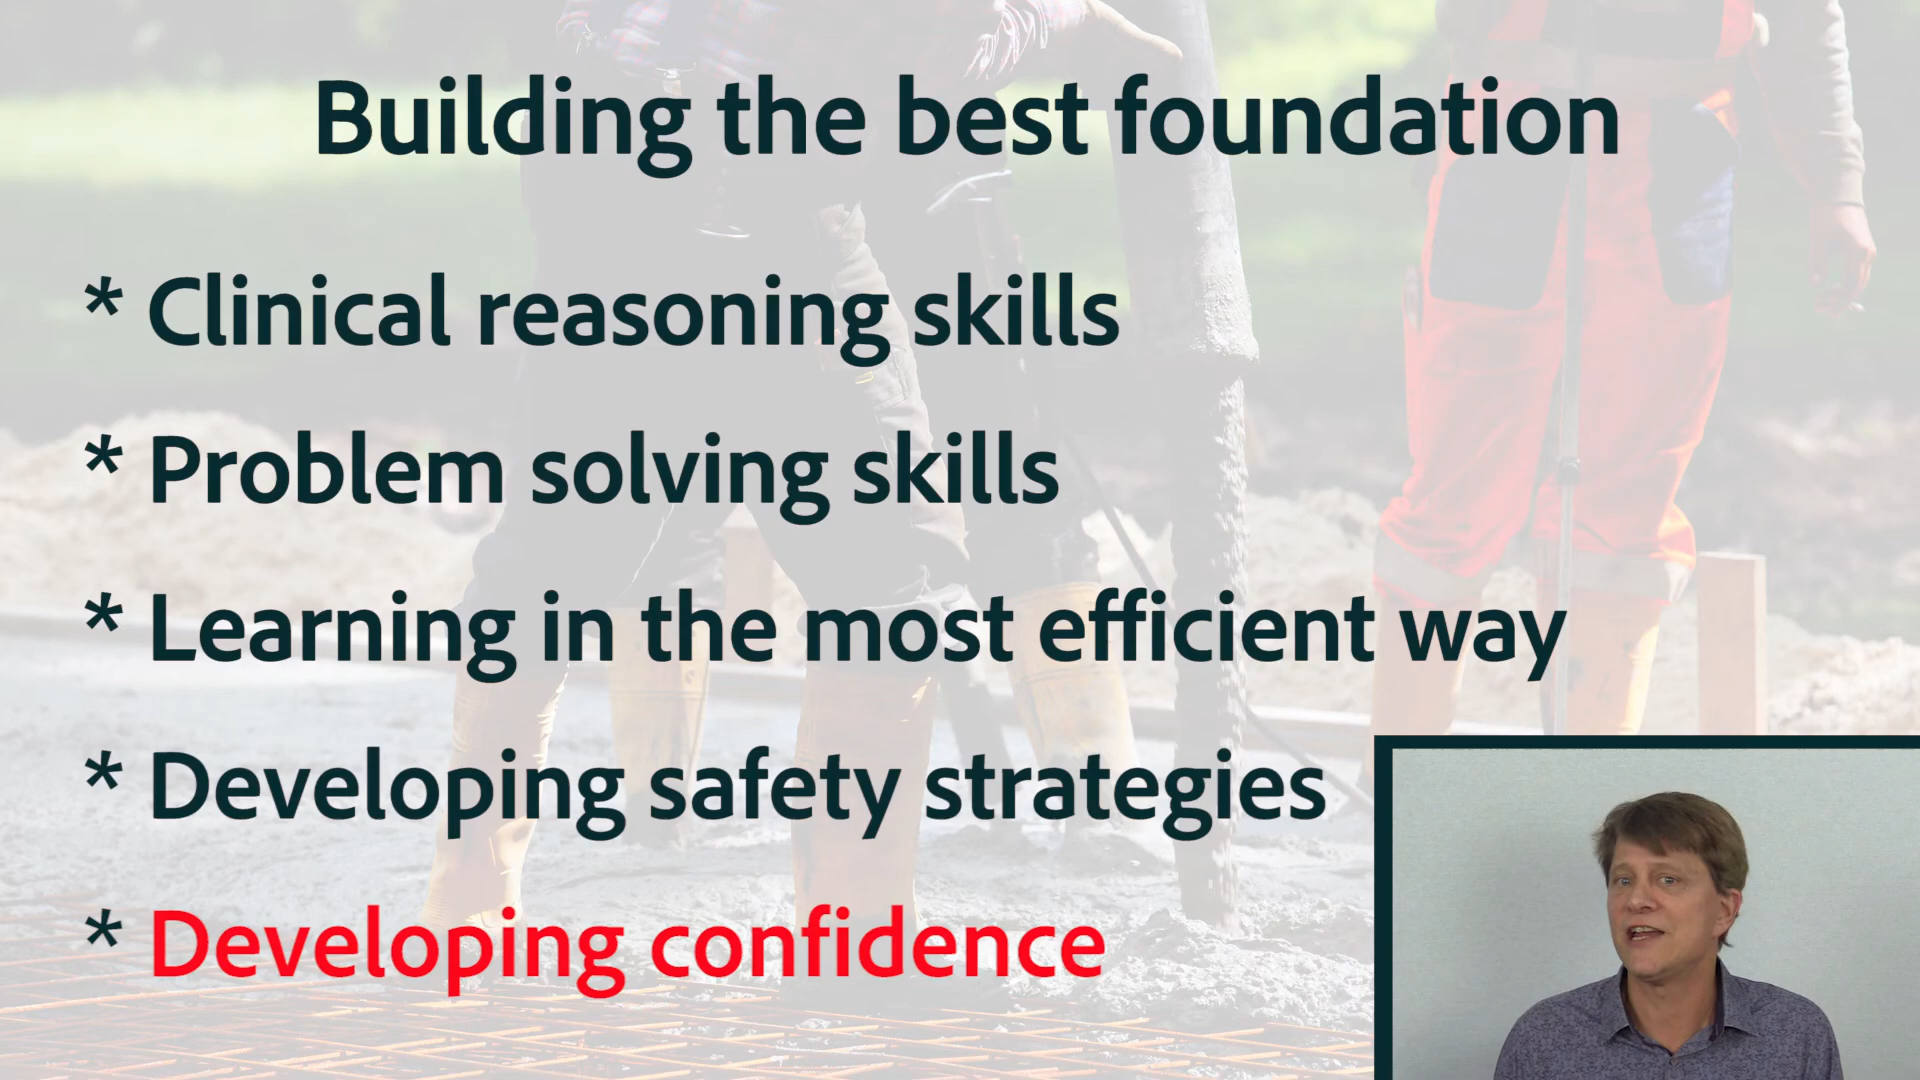 Building the best foundation
* Clinical reasoning skills
* Problem solving skills
* Learning in the most efficient way
* Developing safety strategies
* Developing confidence